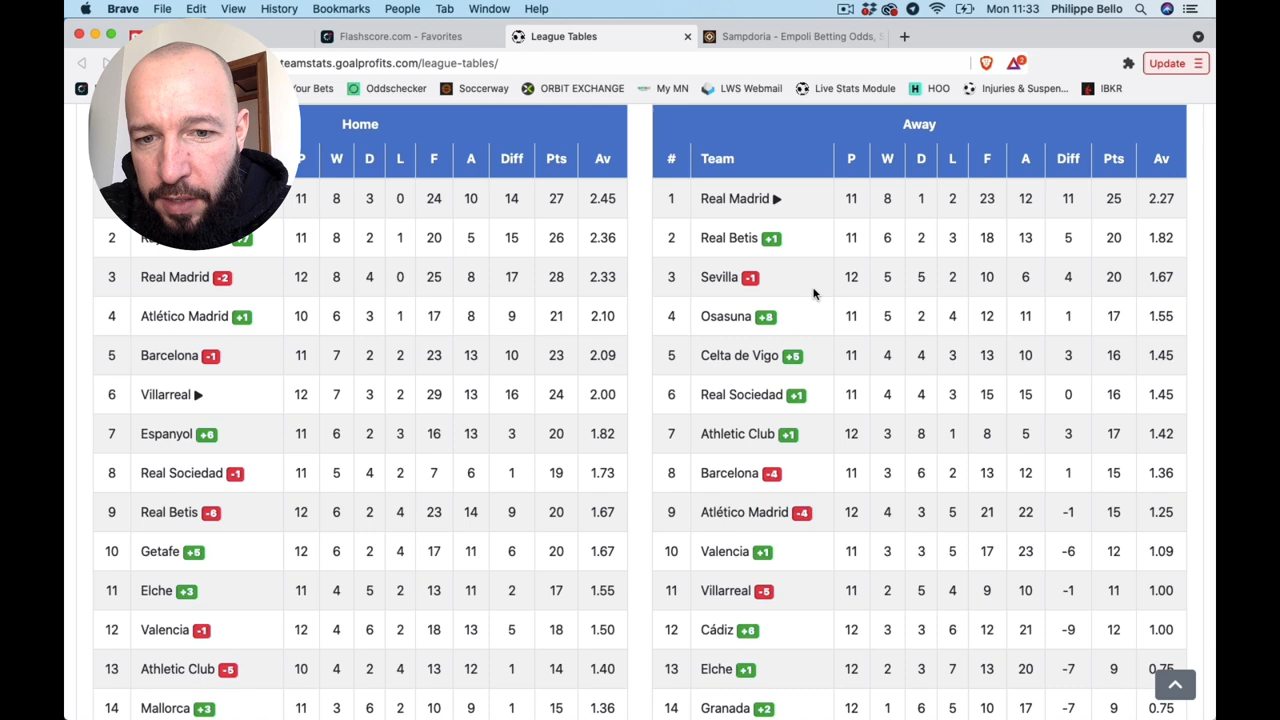 Brave File Edit View History Bookmarks People Tab Window Help Mon 11:33 Philippe Bello
Flashscore.com - Favorites League Tables Sampdoria - Empoli Betting Odds, S
teamstats.goalprofits.com/league-tables/ Update
Your Bets Oddschecker Soccerway ORBIT EXCHANGE My MN LWS Webmail Live Stats Module HOO Injuries & Suspen... IBKR
Home Away
P W D L F A Diff Pts Av # Team P W D L F A Diff Pts Av
11 8 3 0 24 10 14 27 2.45 1 Real Madrid 11 8 1 2 23 12 11 25 2.27
2 11 8 2 1 20 5 15 26 2.36 2 Real Betis +1 11 6 2 3 18 13 5 20 1.82
3 Real Madrid -2 12 8 4 0 25 8 17 28 2.33 3 Sevilla -1 12 5 5 2 10 6 4 20 1.67
4 Atlético Madrid +1 10 6 3 1 17 8 9 21 2.10 4 Osasuna +8 11 5 2 4 12 11 1 17 1.55
5 Barcelona -1 11 7 2 2 23 13 10 23 2.09 5 Celta de Vigo +5 11 4 4 3 13 10 3 16 1.45
6 Villarreal 12 7 3 2 29 13 16 24 2.00 6 Real Sociedad +1 11 4 4 3 15 15 0 16 1.45
7 Espanyol +6 11 6 2 3 16 13 3 20 1.82 7 Athletic Club +1 12 3 8 1 8 5 3 17 1.42
8 Real Sociedad -1 11 5 4 2 7 6 1 19 1.73 8 Barcelona -4 11 3 6 2 13 12 1 15 1.36
9 Real Betis -6 12 6 2 4 23 14 9 20 1.67 9 Atlético Madrid -4 12 4 3 5 21 22 -1 15 1.25
10 Getafe +5 12 6 2 4 17 11 6 20 1.67 10 Valencia +1 11 3 3 5 17 23 -6 12 1.09
11 Elche +3 11 4 5 2 13 11 2 17 1.55 11 Villarreal -5 11 2 5 4 9 10 -1 11 1.00
12 Valencia -1 12 4 6 2 18 13 5 18 1.50 12 Cádiz +6 12 3 3 6 12 21 -9 12 1.00
13 Athletic Club -5 10 4 2 4 13 12 1 14 1.40 13 Elche +1 12 2 3 7 13 20 -7 9 0.75
14 Mallorca +3 11 3 6 2 10 9 1 15 1.36 14 Granada +2 12 1 6 5 10 17 -7 9 0.75